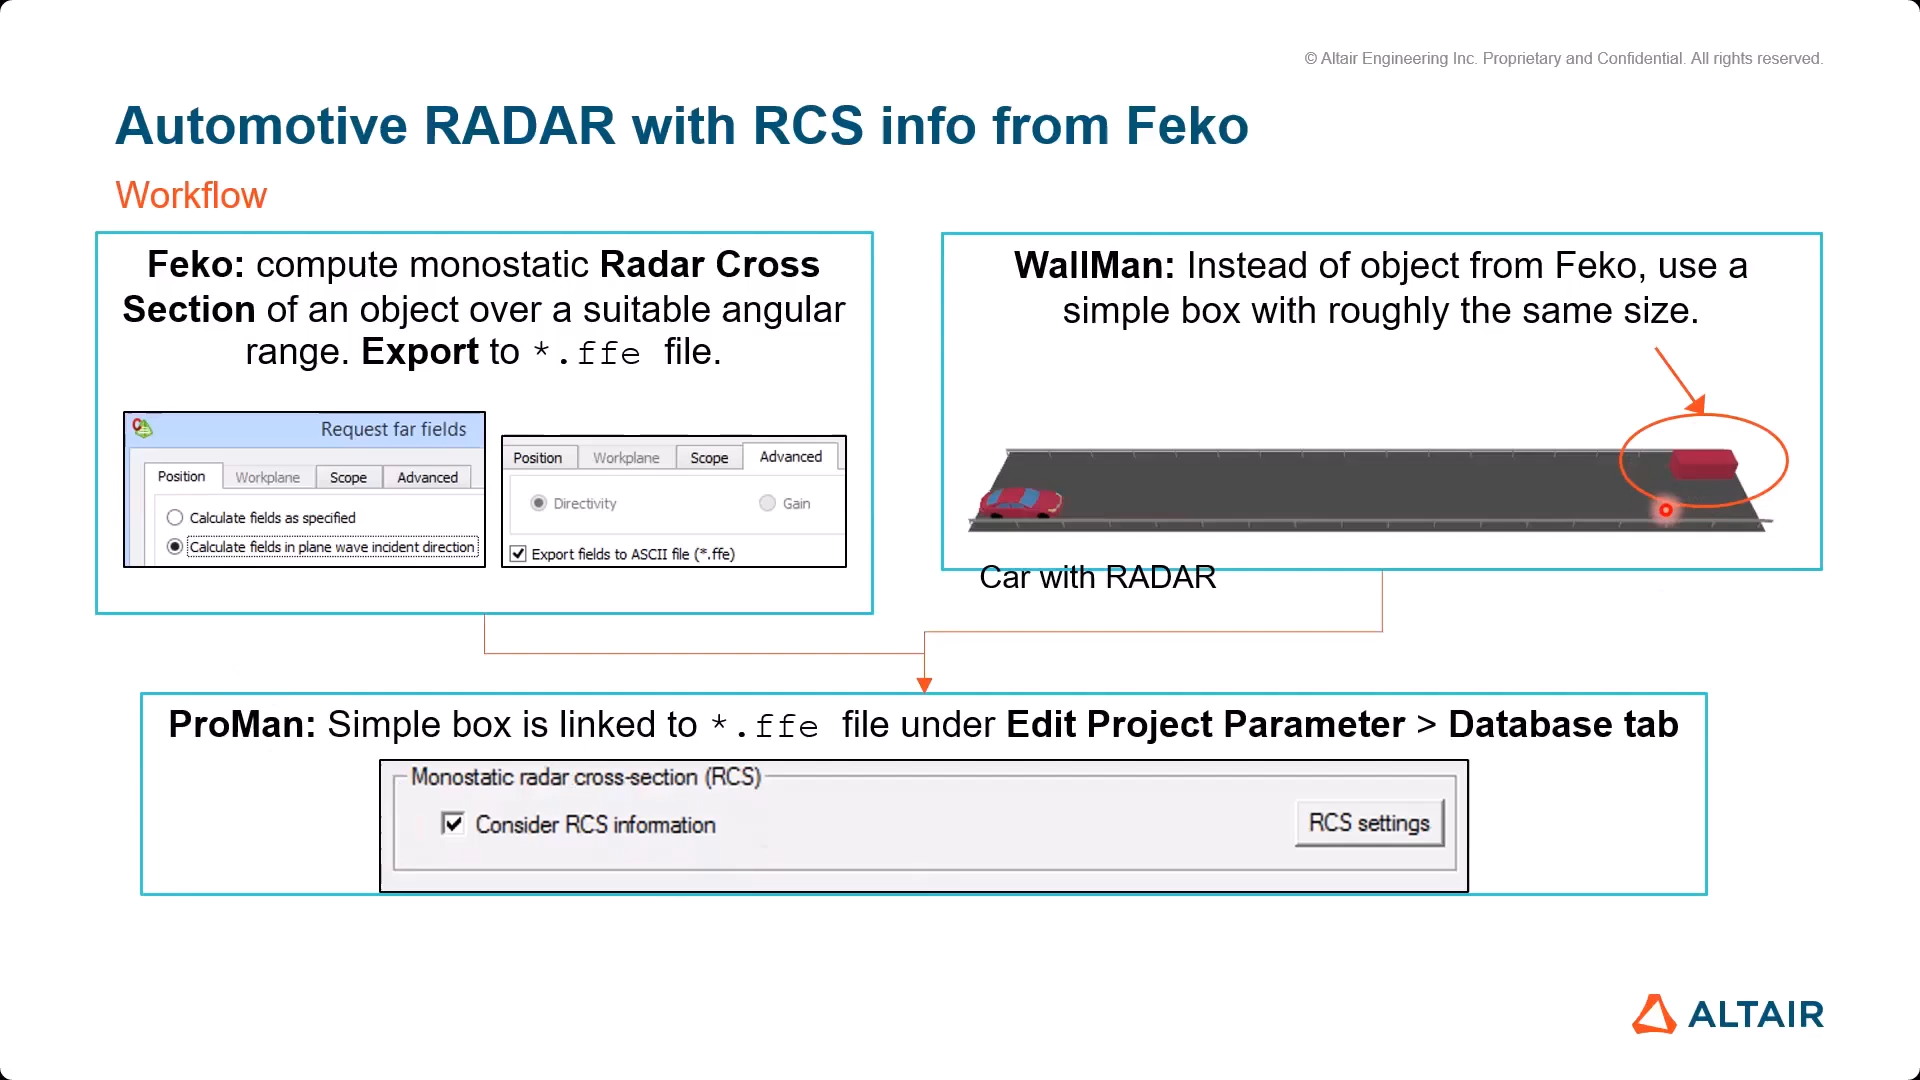 © Altair Engineering Inc. Proprietary and Confidential. All rights reserved.
Automotive RADAR with RCS info from Feko
Workflow
Feko: compute monostatic Radar Cross
Section of an object over a suitable angular
range. Export to *.ffe file.
Request far fields
Position Workplane Scope Advanced
Calculate fields as specified
Calculate fields in plane wave incident direction
Position Workplane Scope Advanced
Directivity Gain
Export fields to ASCII file (*.ffe)
WallMan: Instead of object from Feko, use a
simple box with roughly the same size.
Car with RADAR
ProMan: Simple box is linked to *.ffe file under Edit Project Parameter > Database tab
Monostatic radar cross-section (RCS)
Consider RCS information
RCS settings
ALTAIR